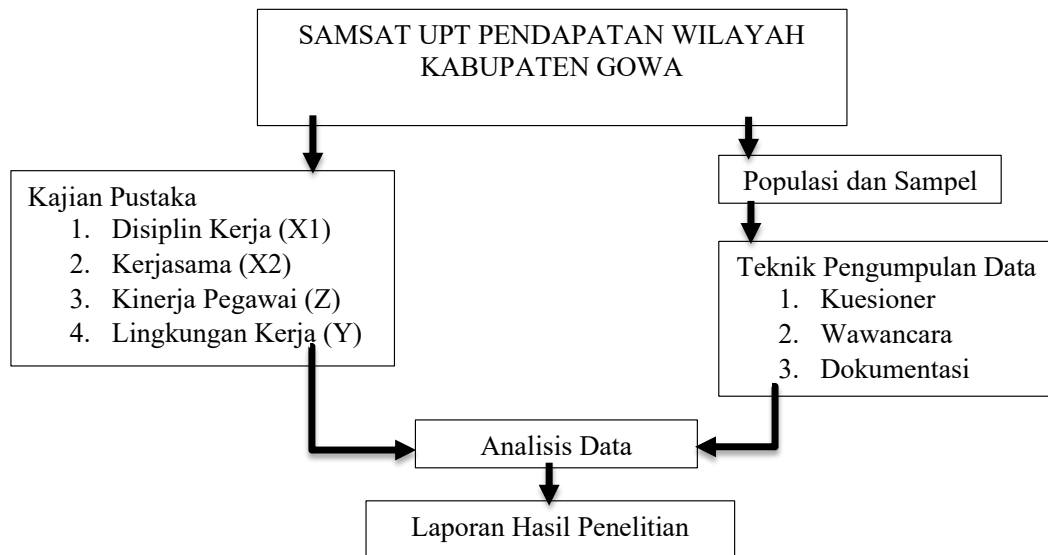 SAMSAT UPT PENDAPATAN WILAYAH
KABUPATEN GOWA
Kajian Pustaka
1. Disiplin Kerja (X1)
2. Kerjasama (X2)
3. Kinerja Pegawai (Z)
4. Lingkungan Kerja (Y)
Populasi dan Sampel
Teknik Pengumpulan Data
1. Kuesioner
2. Wawancara
3. Dokumentasi
Analisis Data
Laporan Hasil Penelitian